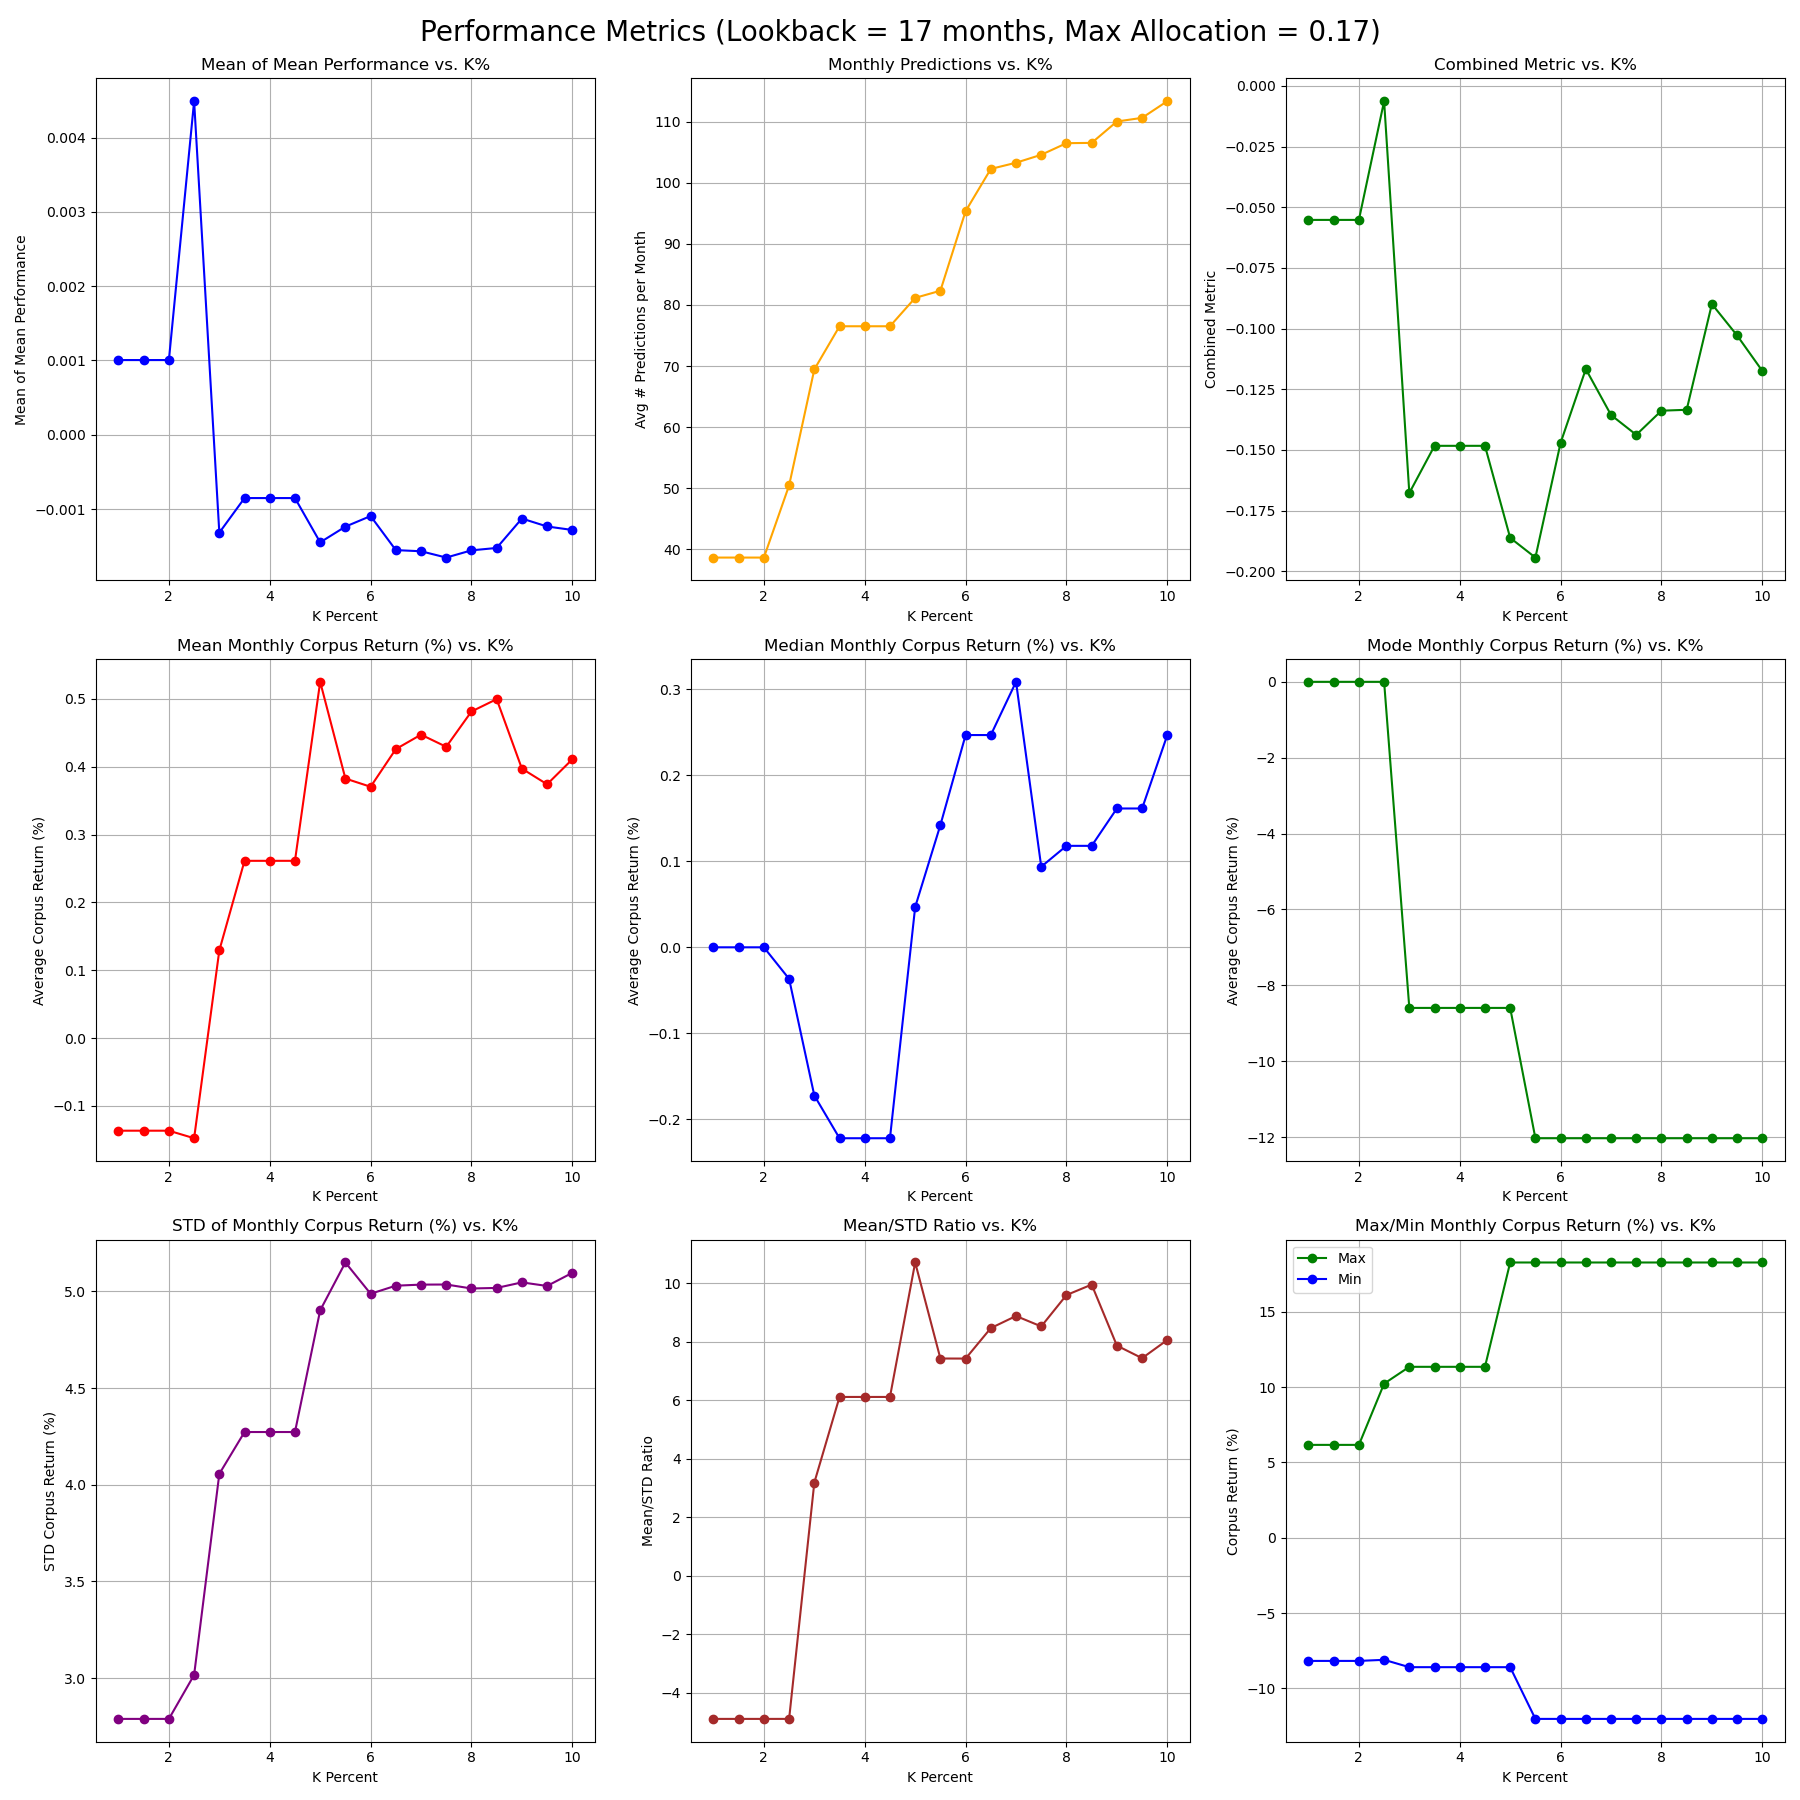 Performance Metrics (Lookback = 17 months, Max Allocation = 0.17)
Mean of Mean Performance vs. K%
Mean of Mean Performance
0.004
0.003
0.002
0.001
0.000
−0.001
2 4 6 8 10
K Percent
Monthly Predictions vs. K%
Avg # Predictions per Month
110
100
90
80
70
60
50
40
2 4 6 8 10
K Percent
Combined Metric vs. K%
Combined Metric
0.000
−0.025
−0.050
−0.075
−0.100
−0.125
−0.150
−0.175
−0.200
2 4 6 8 10
K Percent
Mean Monthly Corpus Return (%) vs. K%
Average Corpus Return (%)
0.5
0.4
0.3
0.2
0.1
0.0
−0.1
2 4 6 8 10
K Percent
Median Monthly Corpus Return (%) vs. K%
Average Corpus Return (%)
0.3
0.2
0.1
0.0
−0.1
−0.2
2 4 6 8 10
K Percent
Mode Monthly Corpus Return (%) vs. K%
Average Corpus Return (%)
0
−2
−4
−6
−8
−10
−12
2 4 6 8 10
K Percent
STD of Monthly Corpus Return (%) vs. K%
STD Corpus Return (%)
5.0
4.5
4.0
3.5
3.0
2 4 6 8 10
K Percent
Mean/STD Ratio vs. K%
Mean/STD Ratio
10
8
6
4
2
0
−2
−4
2 4 6 8 10
K Percent
Max/Min Monthly Corpus Return (%) vs. K%
Max
Min
Corpus Return (%)
15
10
5
0
−5
−10
2 4 6 8 10
K Percent